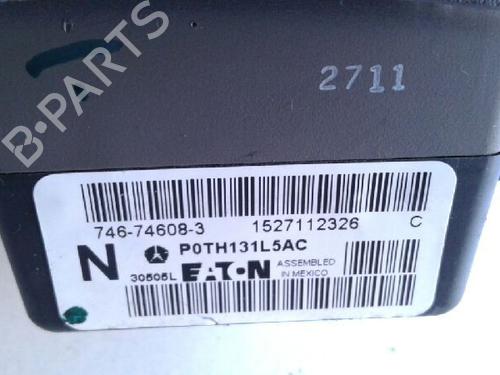 B-PARTS
2711
746-74608-3 1527112326 C
N P0TH131L5AC
30505L EATON ASSEMBLED
IN MEXICO